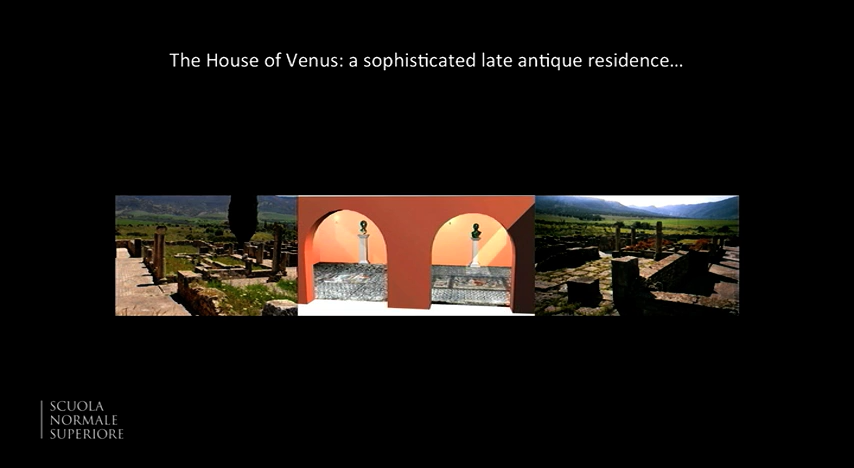 The House of Venus: a sophisticated late antique residence…
SCUOLA
NORMALE
SUPERIORE